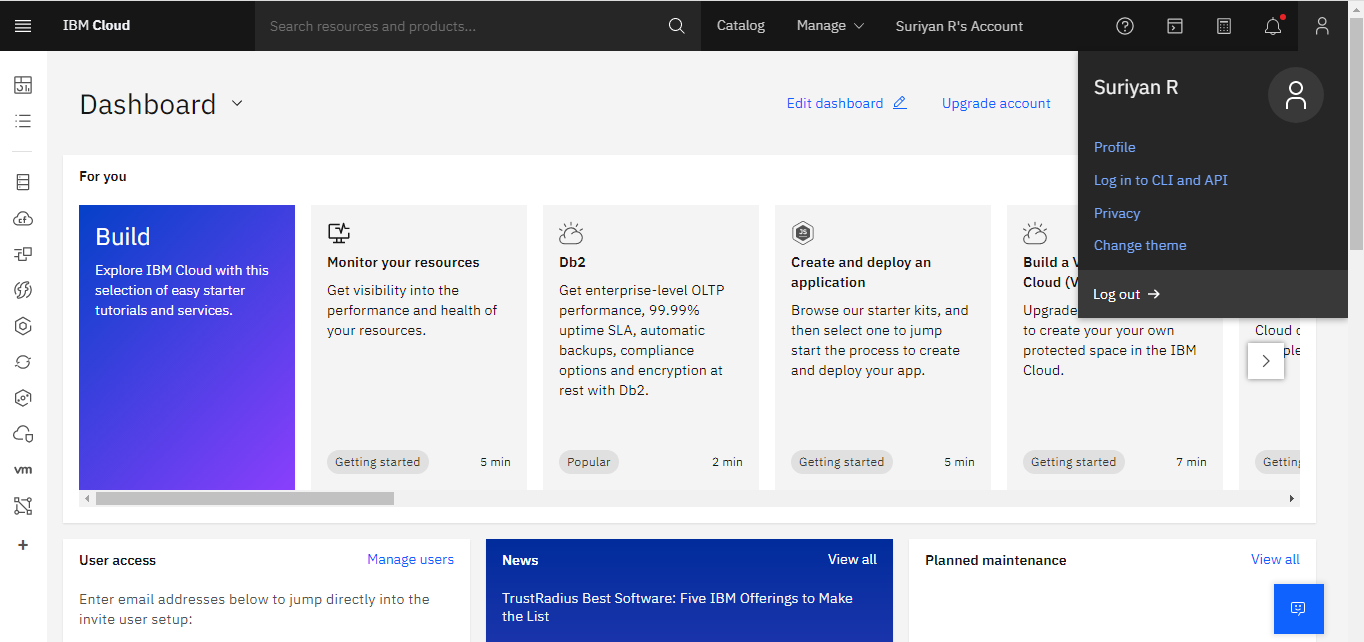 IBM Cloud
Search resources and products...
Catalog
Manage
Suriyan R's Account
Dashboard
Edit dashboard
Upgrade account
Suriyan R
Profile
Log in to CLI and API
Privacy
Change theme
Log out
For you
Build
Explore IBM Cloud with this
selection of easy starter
tutorials and services.
Monitor your resources
Get visibility into the
performance and health of
your resources.
Getting started
5 min
Db2
Get enterprise-level OLTP
performance, 99.99%
uptime SLA, automatic
backups, compliance
options and encryption at
rest with Db2.
Popular
2 min
JS
Create and deploy an
application
Browse our starter kits, and
then select one to jump
start the process to create
and deploy your app.
Getting started
5 min
Build a
Cloud
Upgrade
to create your your own
protected space in the IBM
Cloud.
Getting started
7 min
Cloud
cf
vm
User access
Manage users
Enter email addresses below to jump directly into the
invite user setup:
News
View all
TrustRadius Best Software: Five IBM Offerings to Make
the List
Planned maintenance
View all